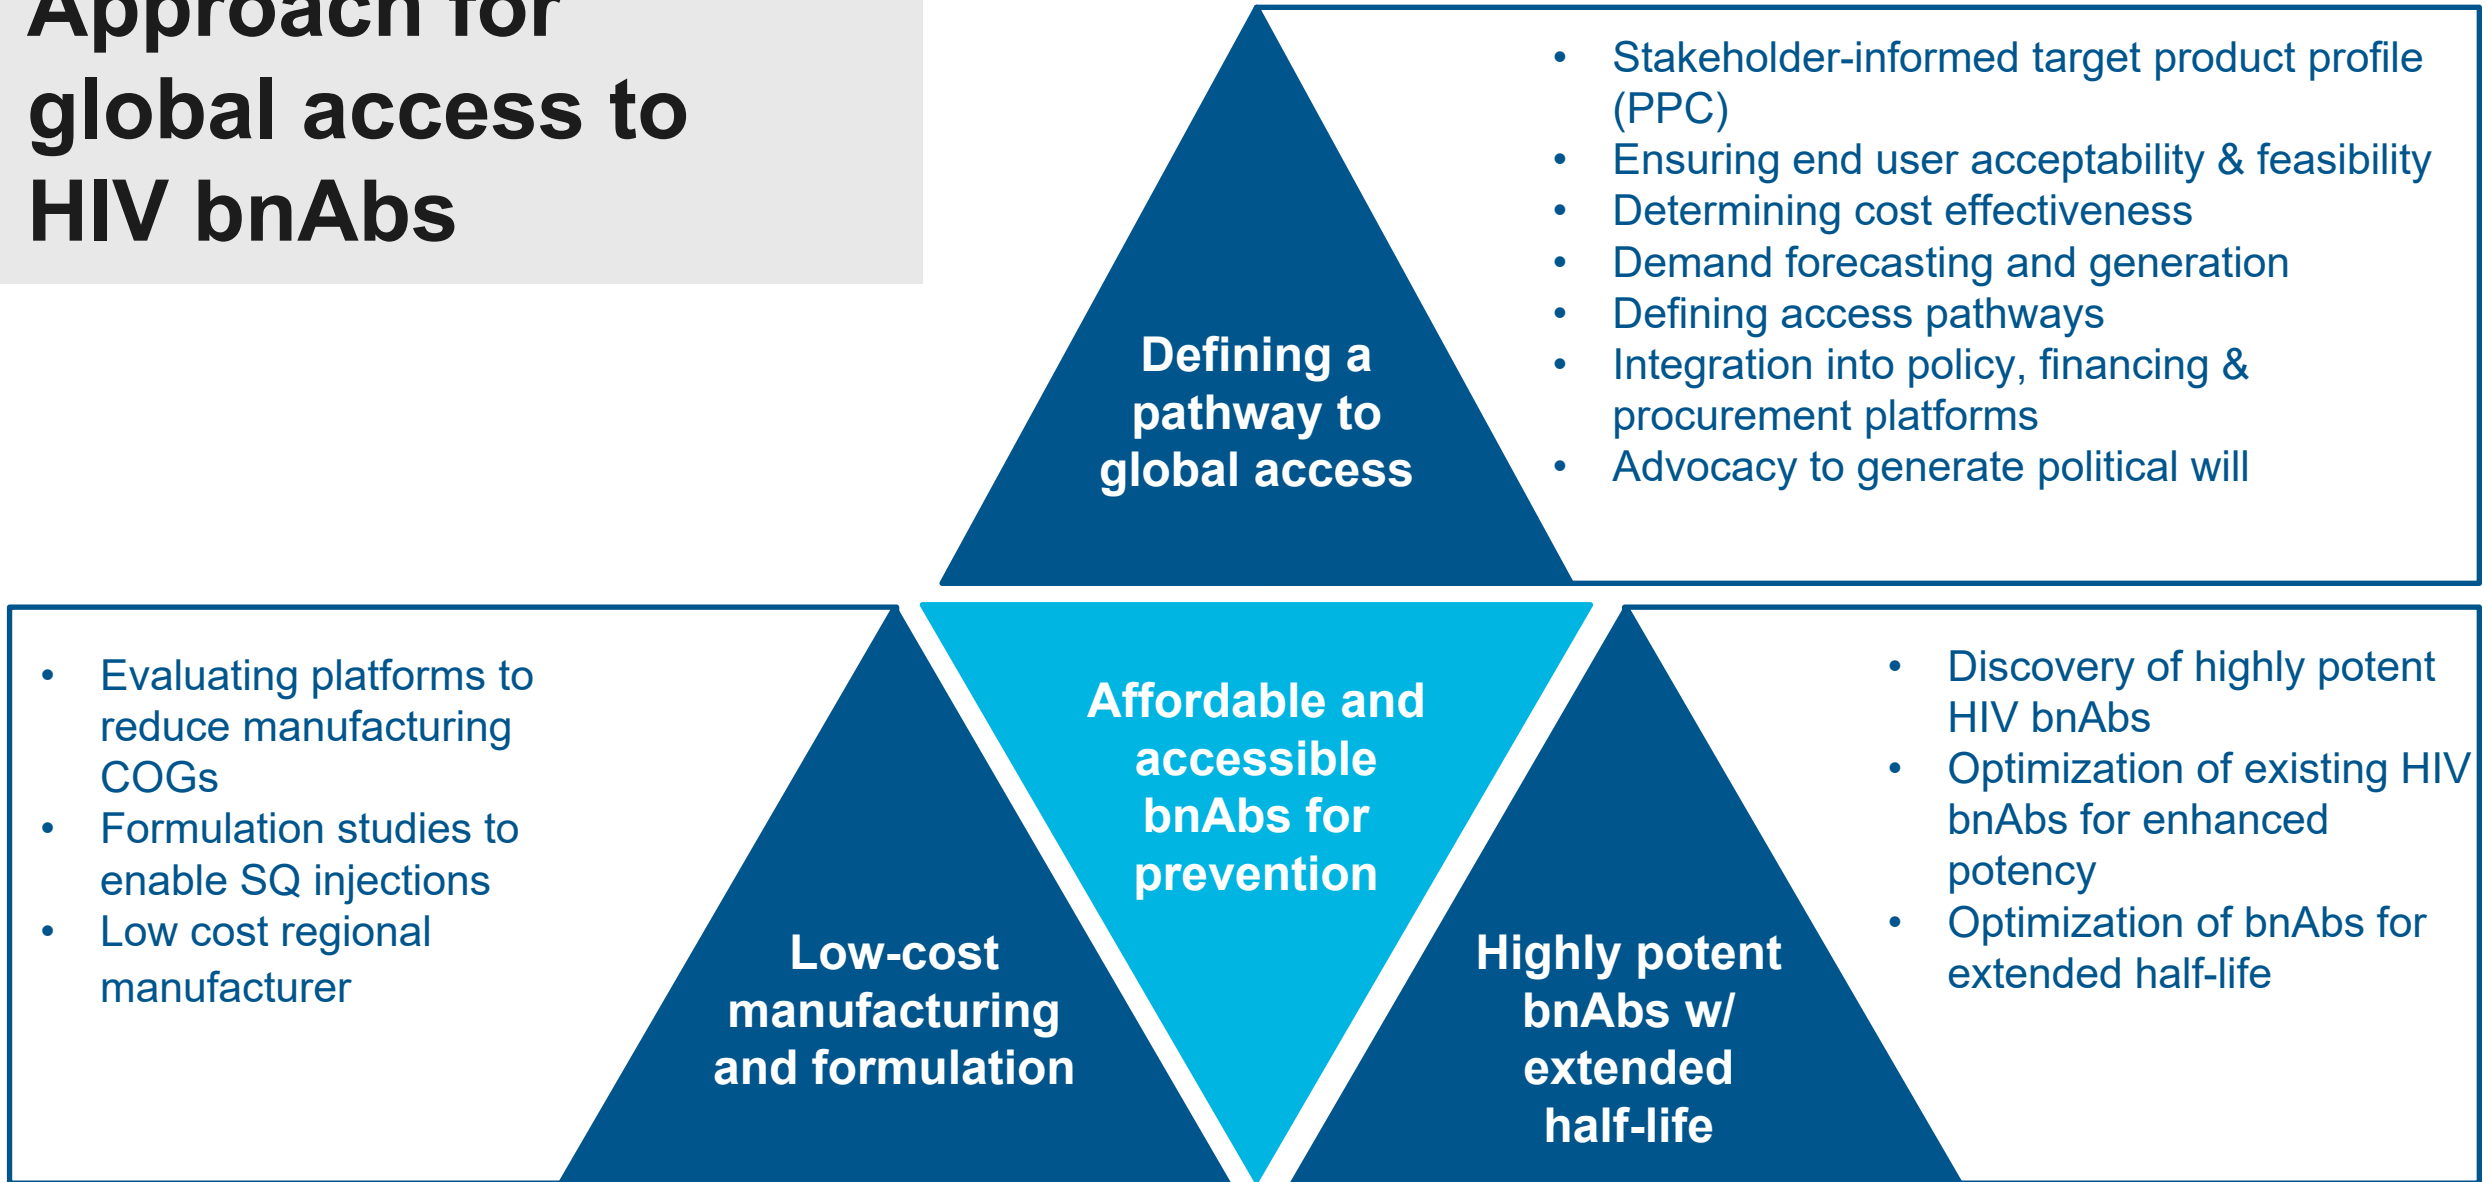 Approach for
global access to
HIV bnAbs
Defining a
pathway to
global access
• Stakeholder-informed target product profile
(PPC)
• Ensuring end user acceptability & feasibility
• Determining cost effectiveness
• Demand forecasting and generation
• Defining access pathways
• Integration into policy, financing &
procurement platforms
• Advocacy to generate political will
• Evaluating platforms to
reduce manufacturing
COGs
• Formulation studies to
enable SQ injections
• Low cost regional
manufacturer
Low-cost
manufacturing
and formulation
Affordable and
accessible
bnAbs for
prevention
Highly potent
bnAbs w/
extended
half-life
• Discovery of highly potent
HIV bnAbs
• Optimization of existing HIV
bnAbs for enhanced
potency
• Optimization of bnAbs for
extended half-life